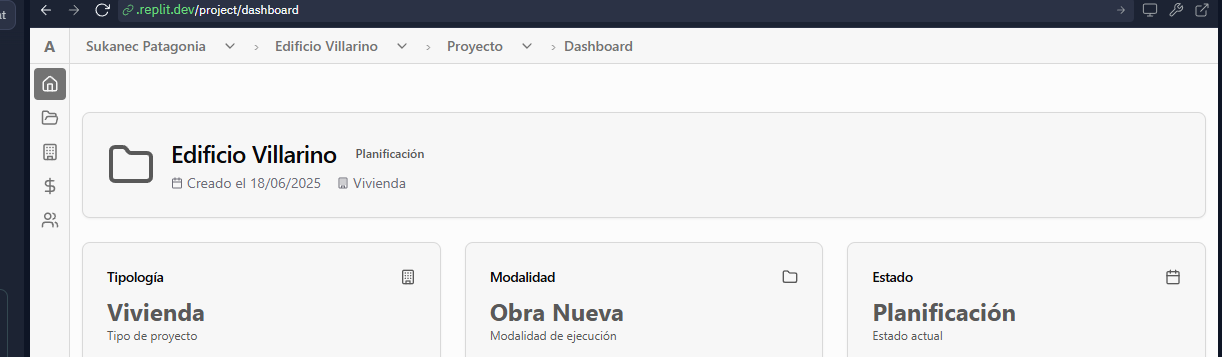 .replit.dev/project/dashboard
A Sukanec Patagonia › Edificio Villarino › Proyecto › Dashboard
Edificio Villarino Planificación
Creado el 18/06/2025 Vivienda
Tipología
Vivienda
Tipo de proyecto
Modalidad
Obra Nueva
Modalidad de ejecución
Estado
Planificación
Estado actual